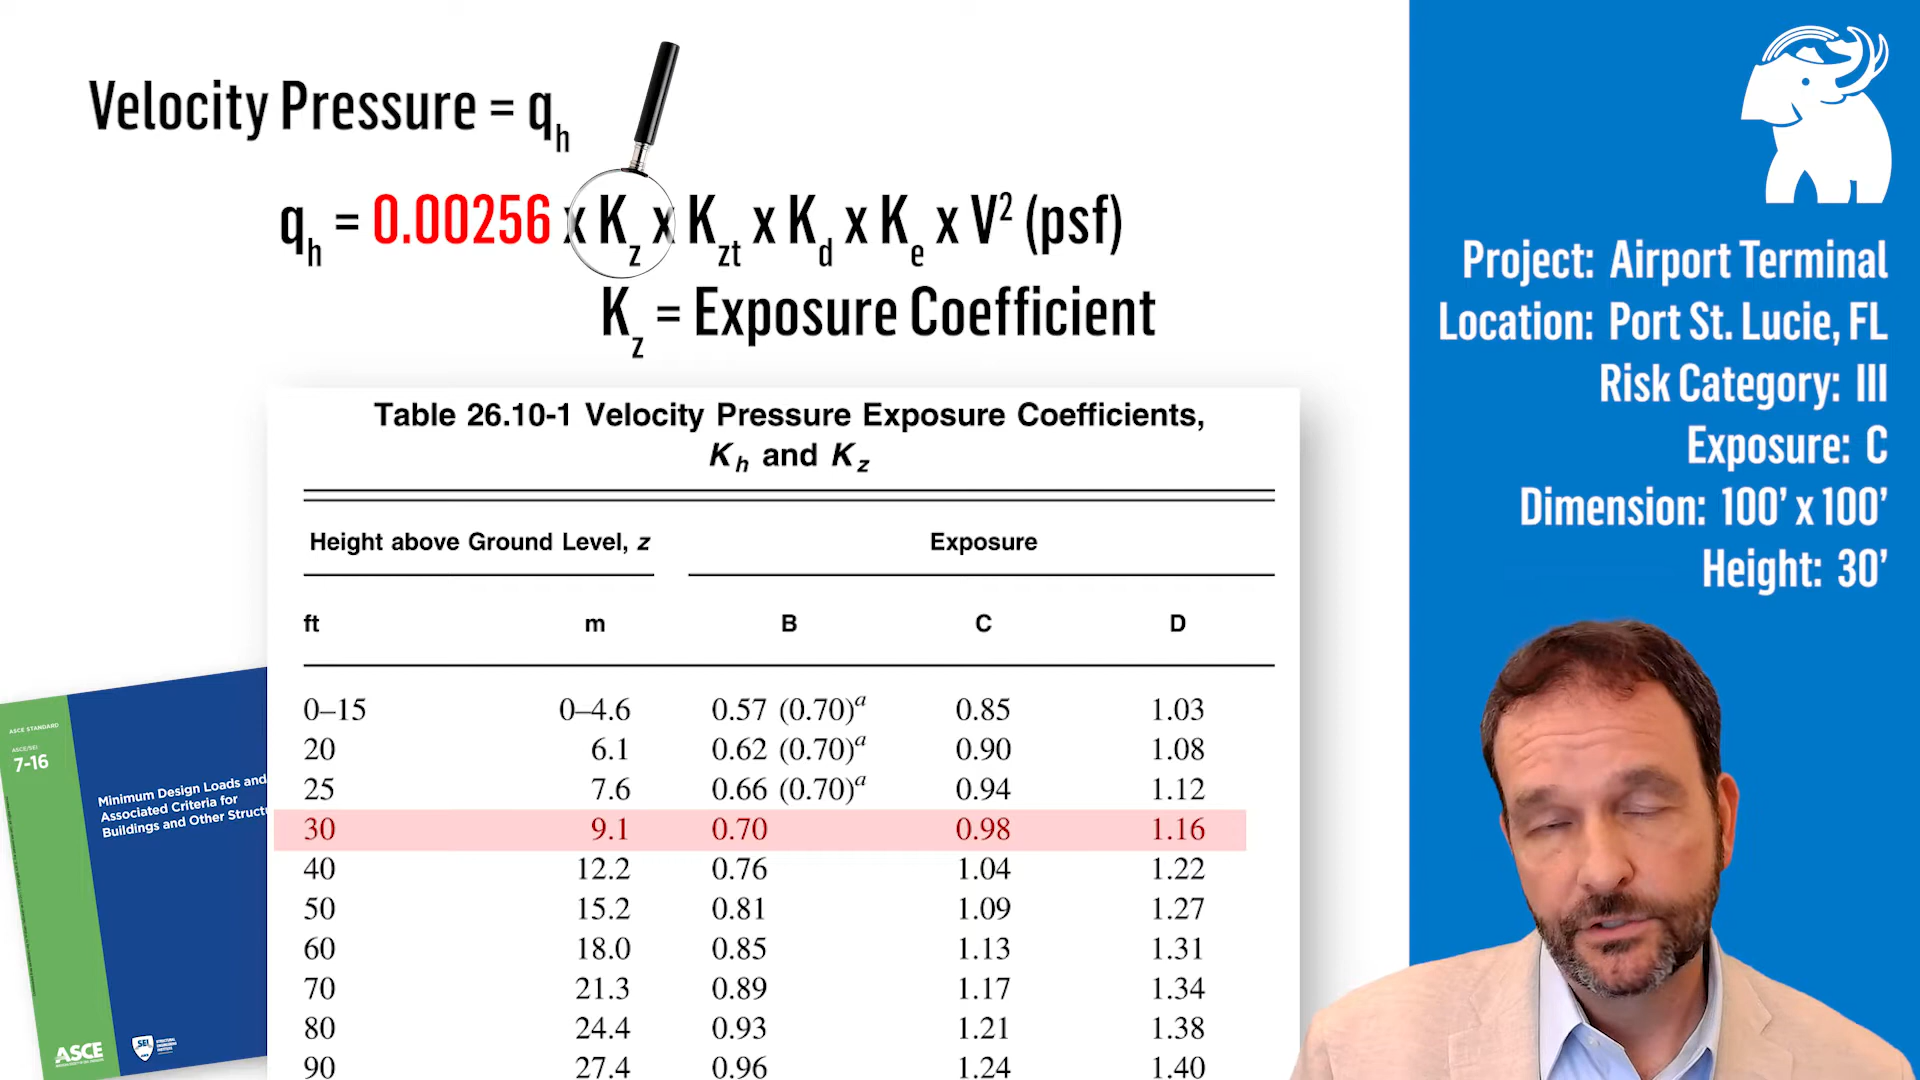 Velocity Pressure = qh
qh = 0.00256 x Kz x Kzt x Kd x Ke x V² (psf)
Kz = Exposure Coefficient
Table 26.10-1 Velocity Pressure Exposure Coefficients,
Kh and Kz
Height above Ground Level, z Exposure
ft m B C D
0–15 0–4.6 0.57 (0.70)ᵃ 0.85 1.03
20 6.1 0.62 (0.70)ᵃ 0.90 1.08
25 7.6 0.66 (0.70)ᵃ 0.94 1.12
30 9.1 0.70 0.98 1.16
40 12.2 0.76 1.04 1.22
50 15.2 0.81 1.09 1.27
60 18.0 0.85 1.13 1.31
70 21.3 0.89 1.17 1.34
80 24.4 0.93 1.21 1.38
90 27.4 0.96 1.24 1.40
ASCE STANDARD
ASCE/SEI
7-16
Minimum Design Loads and
Associated Criteria for
Buildings and Other Struct
ASCE
SEI
Project: Airport Terminal
Location: Port St. Lucie, FL
Risk Category: III
Exposure: C
Dimension: 100' x 100'
Height: 30'